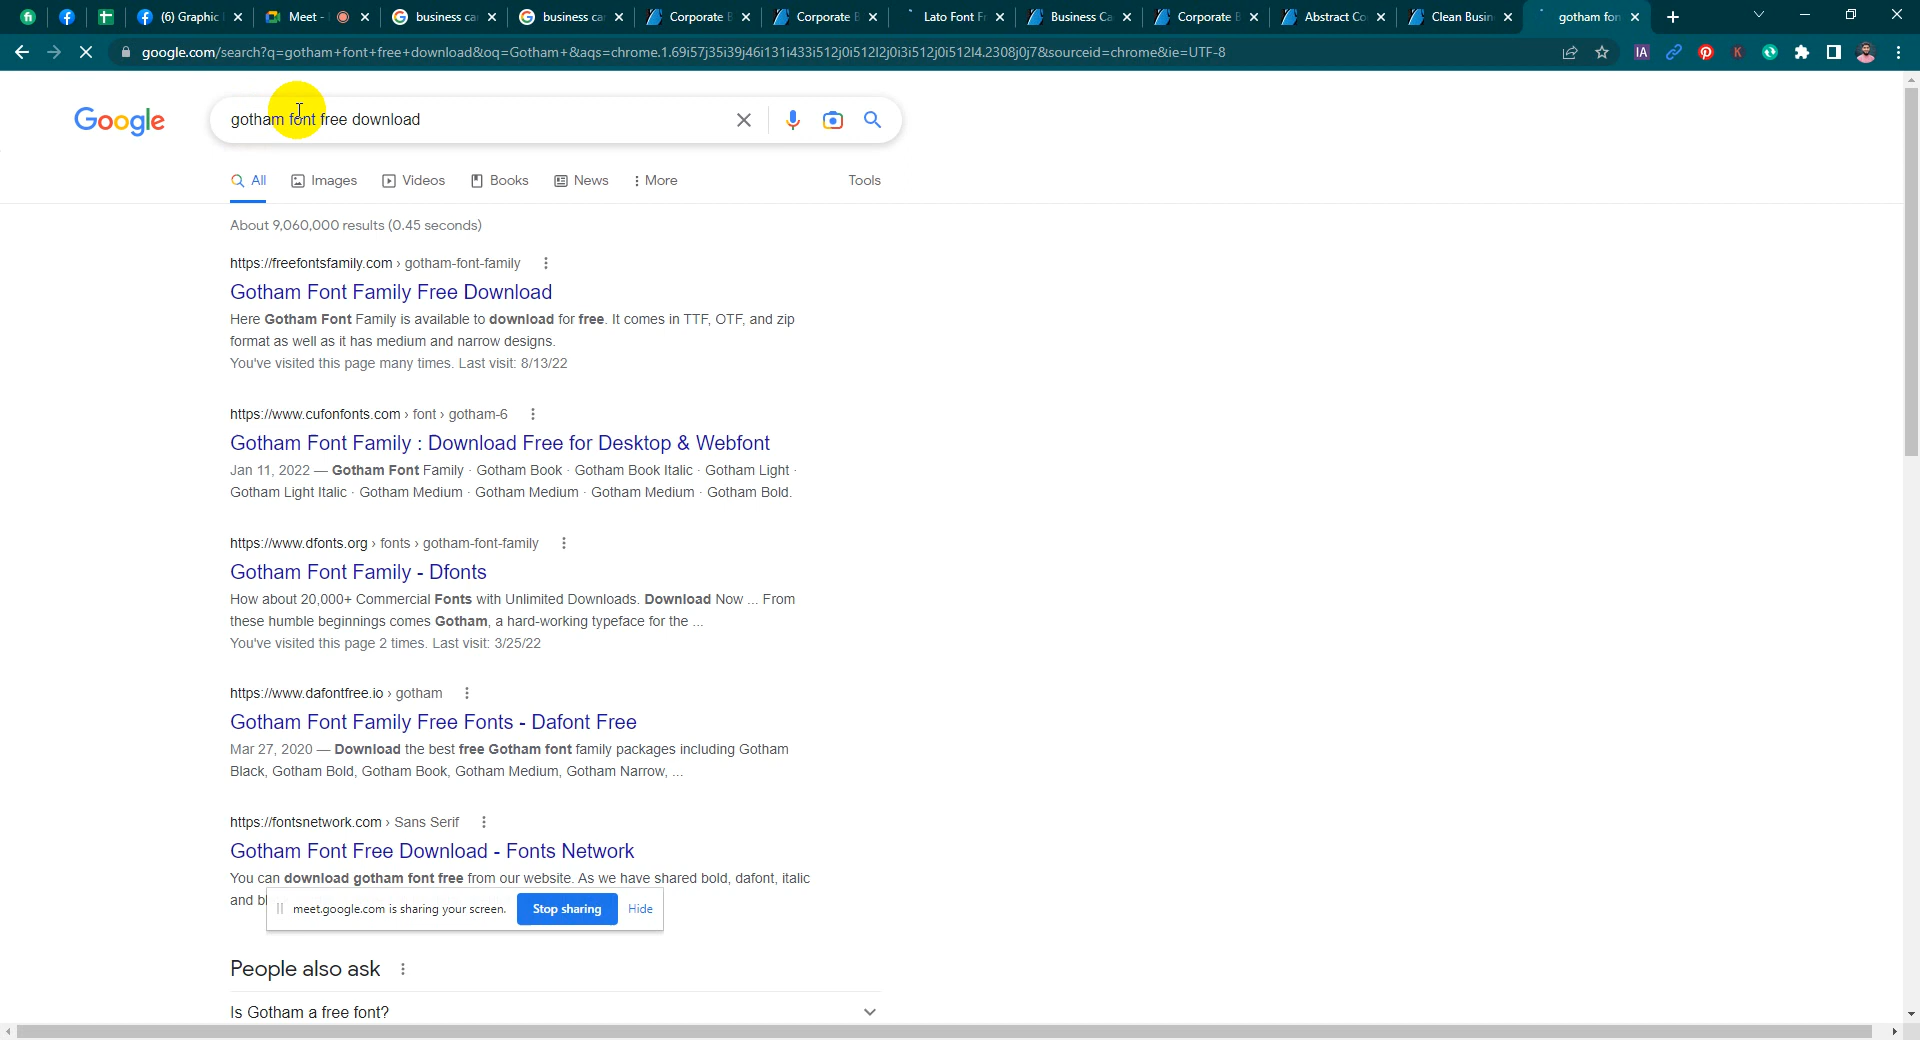 (6) Graphic
Meet -
business ca
business ca
Corporate B
Corporate B
Lato Font F
Business Ca
Corporate B
Abstract Co
Clean Busin
gotham fon
google.com/search?q=gotham+font+free+download&oq=Gotham+&aqs=chrome.1.69i57j35i39j46i131i433i512j0i512l2j0i3i512j0i512l4.2308j0j7&sourceid=chrome&ie=UTF-8
IA
K
Google
gotham font free download
All
Images
Videos
Books
News
More
Tools
About 9,060,000 results (0.45 seconds)
https://freefontsfamily.com › gotham-font-family
Gotham Font Family Free Download
Here Gotham Font Family is available to download for free. It comes in TTF, OTF, and zip
format as well as it has medium and narrow designs.
You've visited this page many times. Last visit: 8/13/22
https://www.cufonfonts.com › font › gotham-6
Gotham Font Family : Download Free for Desktop & Webfont
Jan 11, 2022 — Gotham Font Family · Gotham Book · Gotham Book Italic · Gotham Light ·
Gotham Light Italic · Gotham Medium · Gotham Medium · Gotham Medium · Gotham Bold.
https://www.dfonts.org › fonts › gotham-font-family
Gotham Font Family - Dfonts
How about 20,000+ Commercial Fonts with Unlimited Downloads. Download Now ... From
these humble beginnings comes Gotham, a hard-working typeface for the ...
You've visited this page 2 times. Last visit: 3/25/22
https://www.dafontfree.io › gotham
Gotham Font Family Free Fonts - Dafont Free
Mar 27, 2020 — Download the best free Gotham font family packages including Gotham
Black, Gotham Bold, Gotham Book, Gotham Medium, Gotham Narrow, ...
https://fontsnetwork.com › Sans Serif
Gotham Font Free Download - Fonts Network
You can download gotham font free from our website. As we have shared bold, dafont, italic
and bl
meet.google.com is sharing your screen.
Stop sharing
Hide
People also ask
Is Gotham a free font?